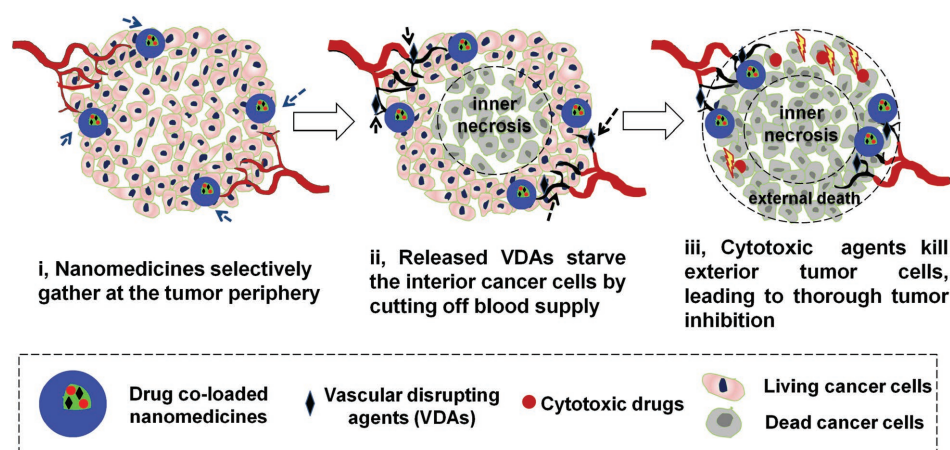 inner
necrosis
inner
necrosis
external death
i, Nanomedicines selectively
gather at the tumor periphery
ii, Released VDAs starve
the interior cancer cells by
cutting off blood supply
iii, Cytotoxic agents kill
exterior tumor cells,
leading to thorough tumor
inhibition
Drug co-loaded
nanomedicines
Vascular disrupting
agents (VDAs)
Cytotoxic drugs
Living cancer cells
Dead cancer cells